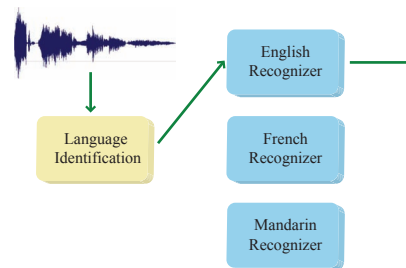 English
Recognizer
Language
Identification
French
Recognizer
Mandarin
Recognizer